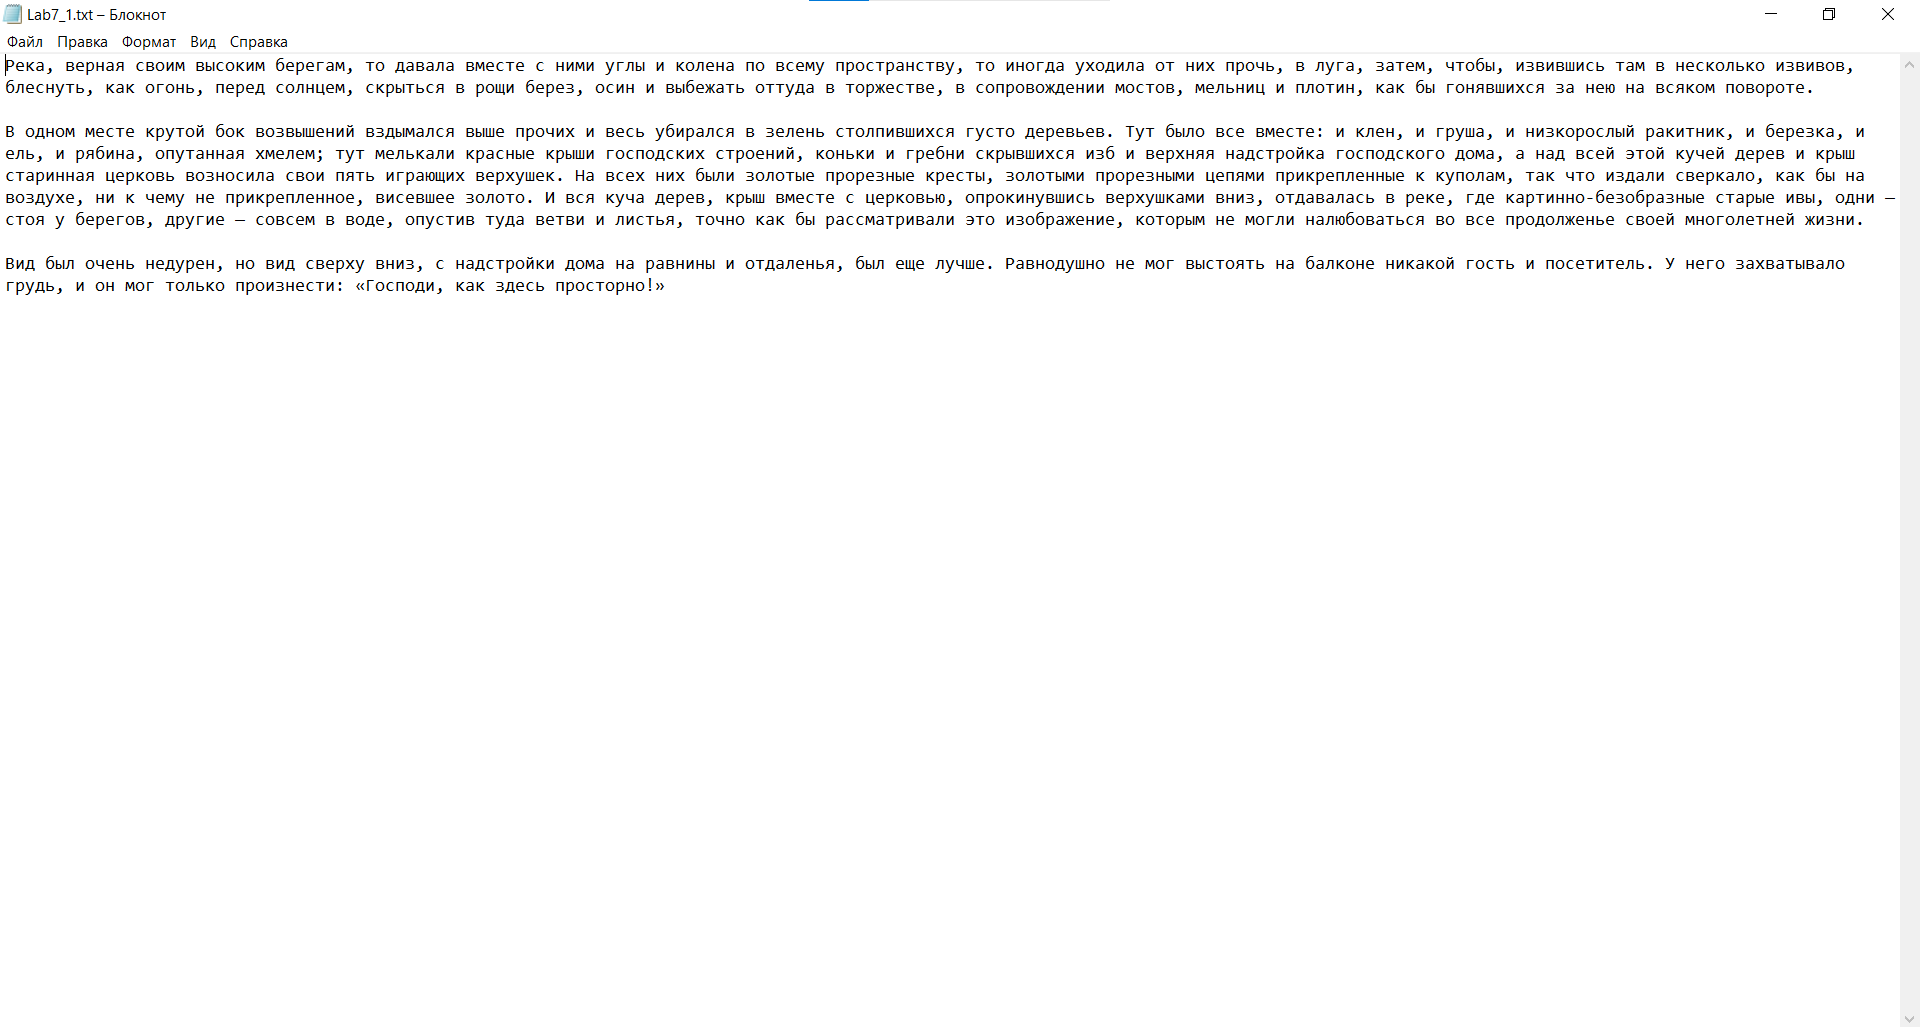 Lab7_1.txt – Блокнот
Файл Правка Формат Вид Справка
Река, верная своим высоким берегам, то давала вместе с ними углы и колена по всему пространству, то иногда уходила от них прочь, в луга, затем, чтобы, извившись там в несколько извивов,
блеснуть, как огонь, перед солнцем, скрыться в рощи берез, осин и выбежать оттуда в торжестве, в сопровождении мостов, мельниц и плотин, как бы гонявшихся за нею на всяком повороте.
В одном месте крутой бок возвышений вздымался выше прочих и весь убирался в зелень столпившихся густо деревьев. Тут было все вместе: и клен, и груша, и низкорослый ракитник, и березка, и
ель, и рябина, опутанная хмелем; тут мелькали красные крыши господских строений, коньки и гребни скрывшихся изб и верхняя надстройка господского дома, а над всей этой кучей дерев и крыш
старинная церковь возносила свои пять играющих верхушек. На всех них были золотые прорезные кресты, золотыми прорезными цепями прикрепленные к куполам, так что издали сверкало, как бы на
воздухе, ни к чему не прикрепленное, висевшее золото. И вся куча дерев, крыш вместе с церковью, опрокинувшись верхушками вниз, отдавалась в реке, где картинно-безобразные старые ивы, одни —
стоя у берегов, другие — совсем в воде, опустив туда ветви и листья, точно как бы рассматривали это изображение, которым не могли налюбоваться во все продолженье своей многолетней жизни.
Вид был очень недурен, но вид сверху вниз, с надстройки дома на равнины и отдаленья, был еще лучше. Равнодушно не мог выстоять на балконе никакой гость и посетитель. У него захватывало
грудь, и он мог только произнести: «Господи, как здесь просторно!»